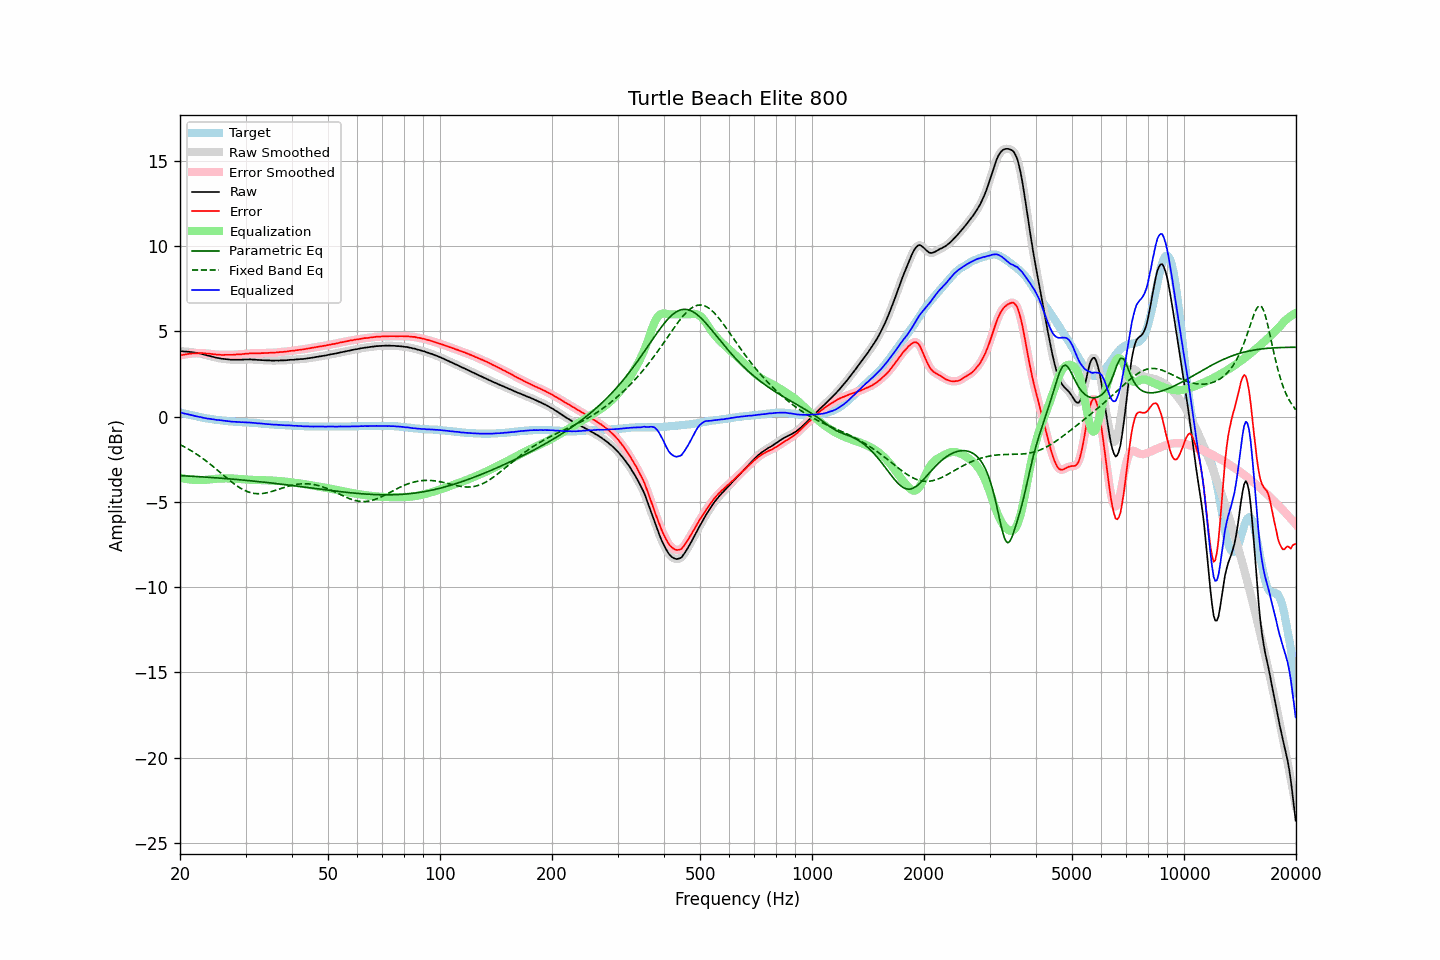 Turtle Beach Elite 800
Target
Raw Smoothed
Error Smoothed
Raw
Error
Equalization
Parametric Eq
Fixed Band Eq
Equalized
15
10
5
0
−5
−10
−15
−20
−25
Amplitude (dBr)
20
50
100
200
500
1000
2000
5000
10000
20000
Frequency (Hz)